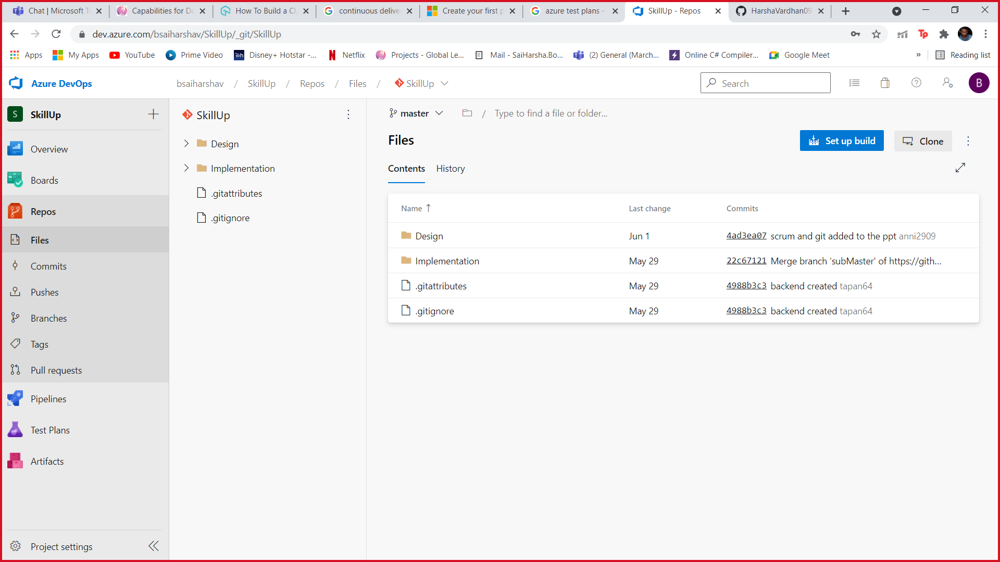 Chat | Microsoft Te
Capabilities for Do
How To Build a CI,
continuous delive
Create your first p
azure test plans -
SkillUp - Repos
HarshaVardhan09
dev.azure.com/bsaiharshav/SkillUp/_git/SkillUp
Tp
Apps
My Apps
YouTube
Prime Video
Disney+ Hotstar -...
Netflix
Projects - Global Le...
Mail - SaiHarsha.Bo...
(2) General (March...
Online C# Compiler...
Google Meet
»
Reading list
Azure DevOps
bsaiharshav / SkillUp / Repos / Files / SkillUp
Search
B
S SkillUp
Overview
Boards
Repos
Files
Commits
Pushes
Branches
Tags
Pull requests
Pipelines
Test Plans
Artifacts
Project settings
SkillUp
Design
Implementation
.gitattributes
.gitignore
master / Type to find a file or folder...
Files
Set up build
Clone
Contents History
Name ↑ Last change Commits
Design Jun 1 4ad3ea07 scrum and git added to the ppt anni2909
Implementation May 29 22c67121 Merge branch 'subMaster' of https://gith...
.gitattributes May 29 4988b3c3 backend created tapan64
.gitignore May 29 4988b3c3 backend created tapan64